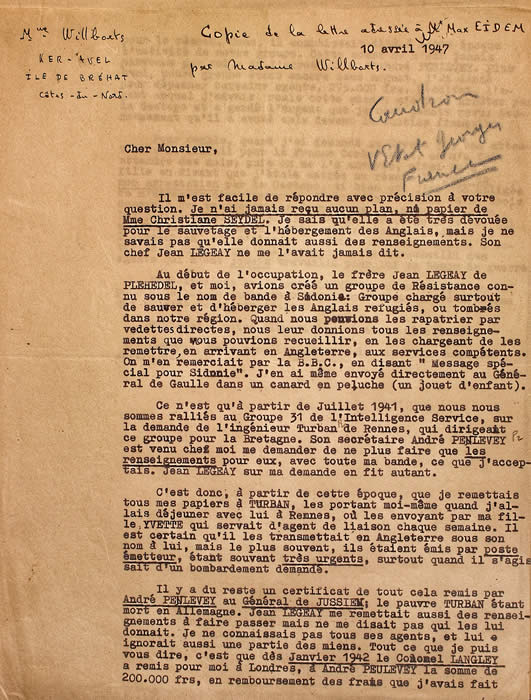 Mme Willborts
Copie de la lettre adressée à Mr Max EIDEM
KER-AVEL
10 avril 1947
ÎLE DE BRÉHAT
par Madame Willborts.
Côtes-du-Nord.
Georges
France
Cher Monsieur,
Il m'est facile de répondre avec précision à votre
question. Je n'ai jamais reçu aucun plan, né papier de
Mme Christiane SEYDEL. Je sais qu'elle a été très dévouée
pour le sauvetage et l'hébergement des Anglais, mais je ne
savais pas qu'elle donnait aussi des renseignements. Son
chef Jean LEGEAY ne me l'avait jamais dit.
Au début de l'occupation, le frère Jean LEGEAY de
PLEHEDEL, et moi, avions créé un groupe de Résistance con-
nu sous le nom de bande à Sidonie: Groupe chargé surtout
de sauver et d'héberger les Anglais refugiés, ou tombrés
dans notre région. Quand nous pouvions les rapatrier par
vedettes directes, nous leur donnions tous les renseigne-
ments que nous pouvions recueillir, en les chargeant de les
remettre, en arrivant en Angleterre, aux services compétents.
On m'en remerciait par la B.B.C., en disant " Message spé-
cial pour Sidonie". J'en ai même envoyé directement au Géné-
ral de Gaulle dans un canard en peluche (un jouet d'enfant).
Ce n'est qu'à partir de Juillet 1941, que nous nous
sommes ralliés au Groupe 31 de l'Intelligence Service, sur
la demande de l'ingénieur Turban de Rennes, qui dirigeait
ce groupe pour la Bretagne. Son secrétaire André PENLEVEY
est venu chez moi me demander de ne plus faire que les
renseignements pour eux, avec toute ma bande, ce que j'accep-
tais. Jean LEGEAY sur ma demande en fit autant.
C'est donc, à partir de cette époque, que je remettais
tous mes papiers à TURBAN, les portant moi-même quand j'al-
lais déjeuner avec lui à Rennes, où les envoyant par ma fil-
le, YVETTE qui servait d'agent de liaison chaque semaine. Il
est certain qu'il les transmettait en Angleterre sous son
nom à lui, mais le plus souvent, ils étaient émis par poste
émetteur, étant souvant très urgents, surtout quand il s'agis
sait d'un bombardement demandé.
Il y a du reste un certificat de tout cela remis par
André PENLEVEY au Général de JUSSIEM; le pauvre TURBAN étant
mort en Allemagne. Jean LEGEAY me remettait aussi des rensei-
gnements à faire passer mais ne me disait pas qui les lui
donnait. Je ne connaissais pas tous ses agents, et lui
ignorait aussi une partie des miens. Tout ce que je puis
vous dire, c'est que dès Janvier 1942 le Colonel LANGLEY
a remis pour moi à Londres, à André PEULEVEY la somme de
200.000 frs, en remboursement des frais que j'avais fait